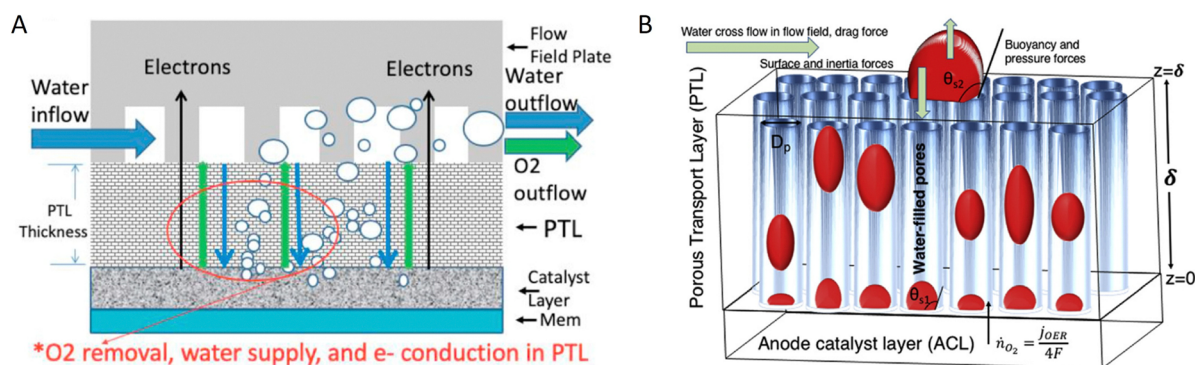 A
Flow
Field Plate
Electrons
Electrons
Water
inflow
Water
outflow
O2
outflow
PTL
Thickness
PTL
Catalyst
Layer
Mem
*O2 removal, water supply, and e- conduction in PTL
B
Water cross flow in flow field, drag force
Surface and inertia forces
Buoyancy and
pressure forces
θs2
z=δ
Dp
δ
Porous Transport Layer (PTL)
Water-filled pores
z=0
θs1
Anode catalyst layer (ACL)
ṅO₂ = jOER/4F